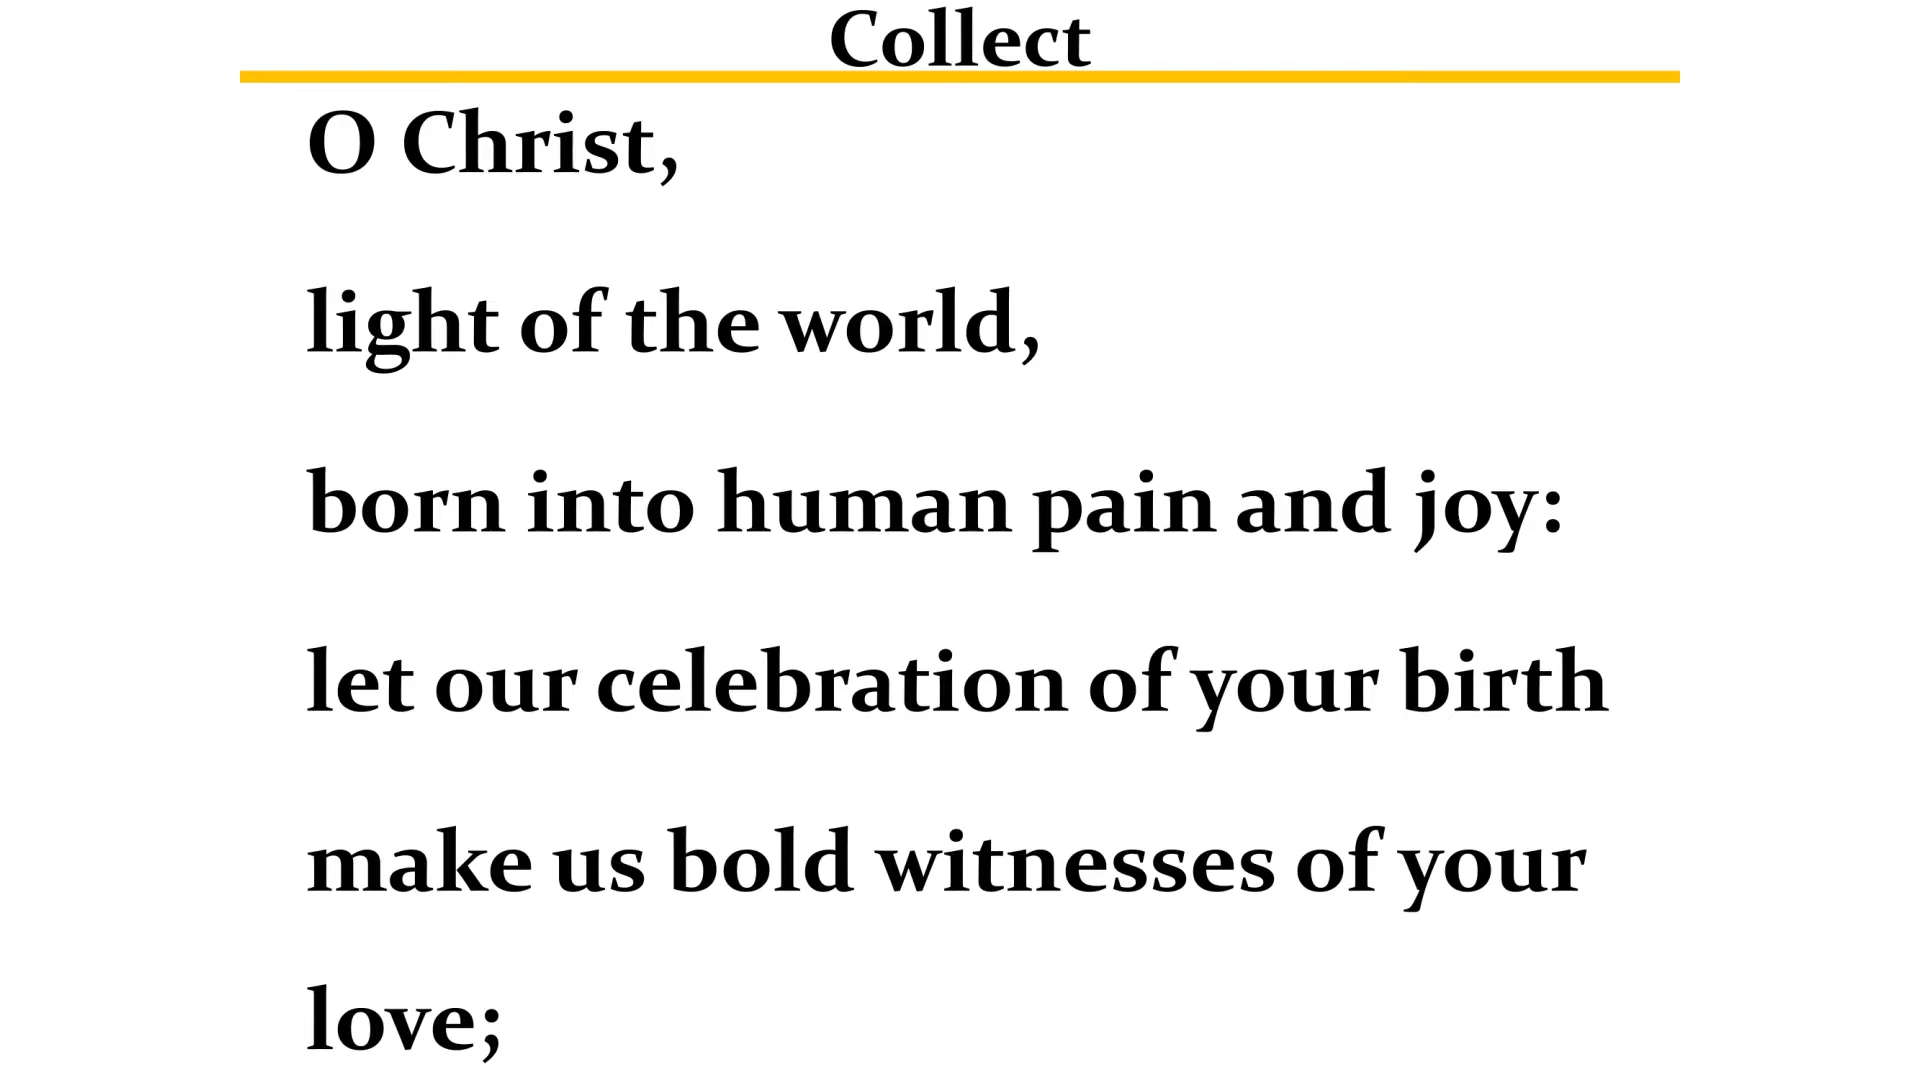 Collect
O Christ,
light of the world,
born into human pain and joy:
let our celebration of your birth
make us bold witnesses of your
love;